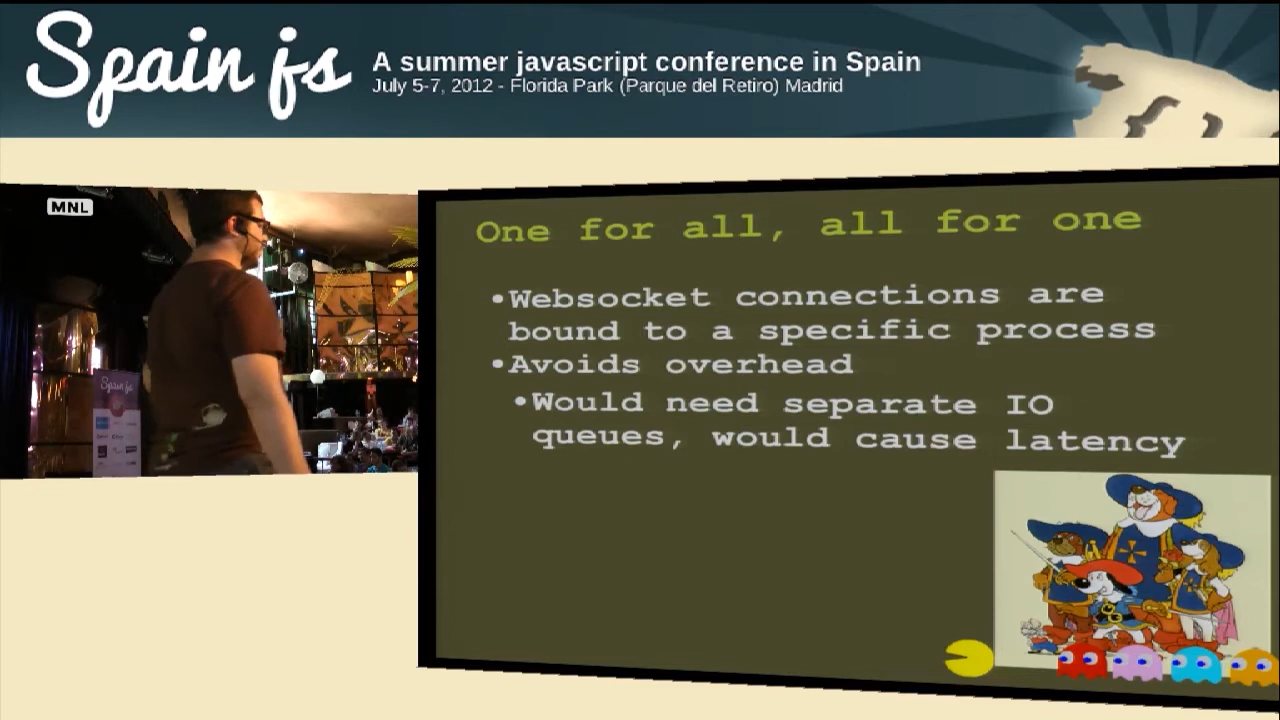 Spain js
A summer javascript conference in Spain
July 5-7, 2012 - Florida Park (Parque del Retiro) Madrid
MNL
Spain js
One for all, all for one
•Websocket connections are
bound to a specific process
•Avoids overhead
•Would need separate IO
queues, would cause latency